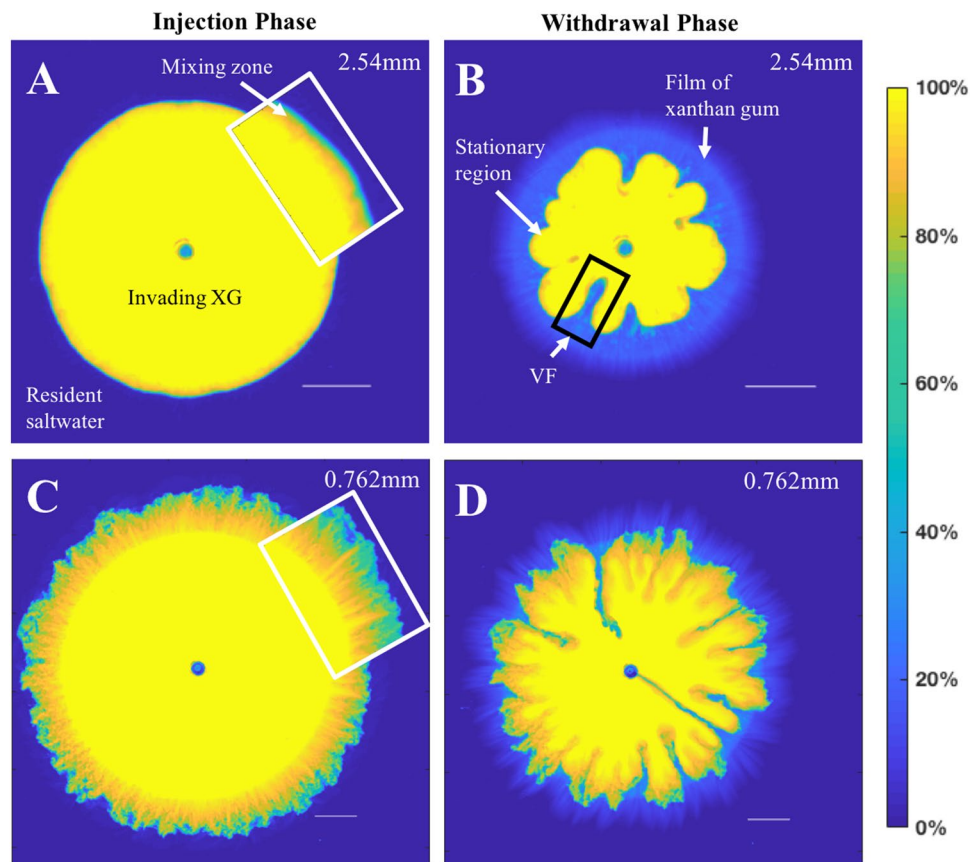 Injection Phase
Withdrawal Phase
A
Mixing zone
2.54mm
Invading XG
Resident
saltwater
B
2.54mm
Film of
xanthan gum
Stationary
region
VF
C
0.762mm
D
0.762mm
100%
80%
60%
40%
20%
0%